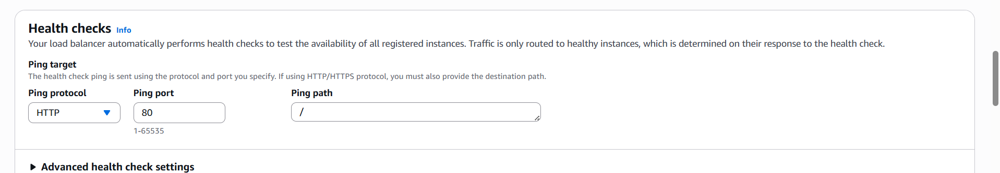 Health checks Info
Your load balancer automatically performs health checks to test the availability of all registered instances. Traffic is only routed to healthy instances, which is determined on their response to the health check.
Ping target
The health check ping is sent using the protocol and port you specify. If using HTTP/HTTPS protocol, you must also provide the destination path.
Ping protocol Ping port Ping path
HTTP 80 /
1-65535
Advanced health check settings